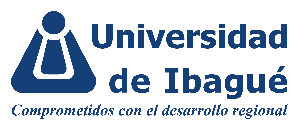 Universidad
de Ibagué
Comprometidos con el desarrollo regional